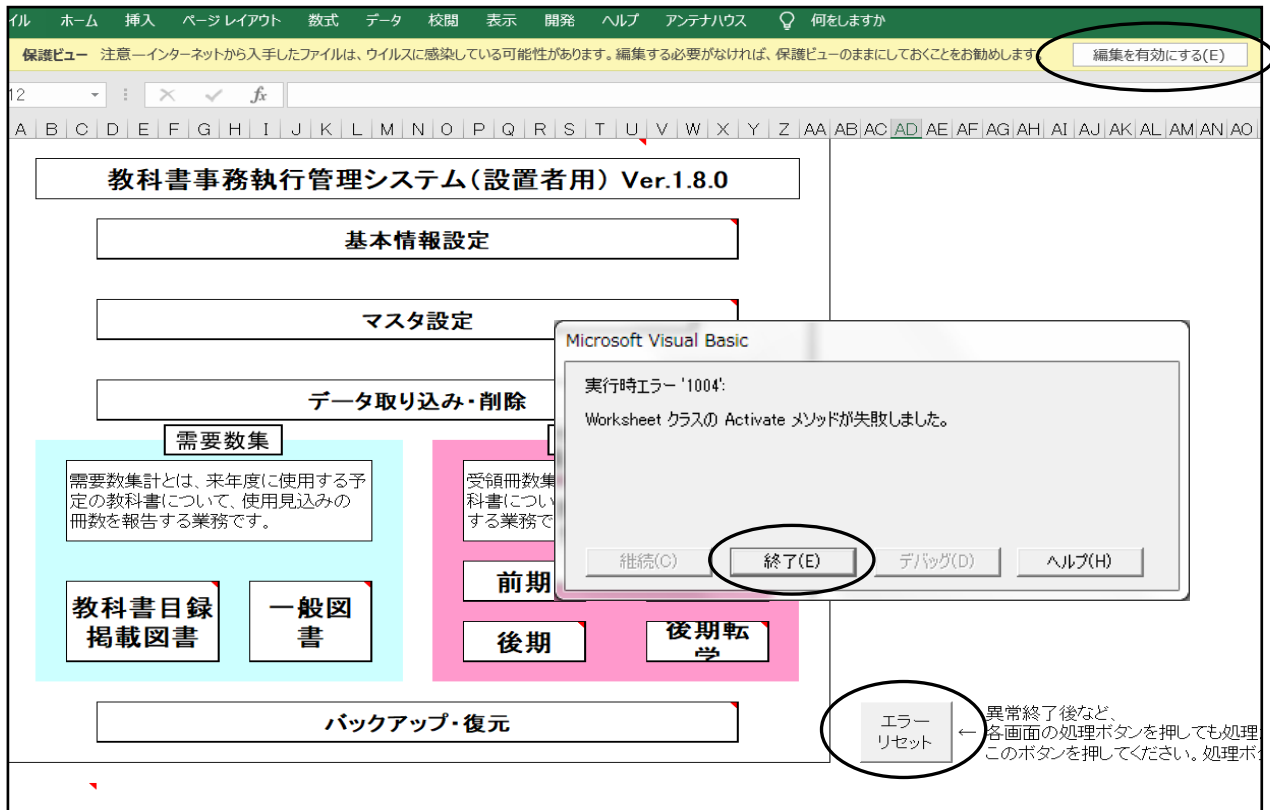 イル ホーム 挿入 ページ レイアウト 数式 データ 校閲 表示 開発 ヘルプ アンテナハウス 何をしますか
保護ビュー 注意—インターネットから入手したファイルは、ウイルスに感染している可能性があります。編集する必要がなければ、保護ビューのままにしておくことをお勧めします。 編集を有効にする(E)
12 fx
A B C D E F G H I J K L M N O P Q R S T U V W X Y Z AA AB AC AD AE AF AG AH AI AJ AK AL AM AN AO
教科書事務執行管理システム(設置者用) Ver.1.8.0
基本情報設定
マスタ設定
データ取り込み・削除
Microsoft Visual Basic
実行時エラー '1004':
Worksheet クラスの Activate メソッドが失敗しました。
継続(C) 終了(E) デバッグ(D) ヘルプ(H)
需要数集
需要数集計とは、来年度に使用する予
定の教科書について、使用見込みの
冊数を報告する業務です。
教科書目録
掲載図書
一般図
書
受領冊数集
科書につい
する業務で
前期
後期
後期転
学
バックアップ・復元
エラー
リセット
← 異常終了後など、
各画面の処理ボタンを押しても処理
このボタンを押してください。処理ボ